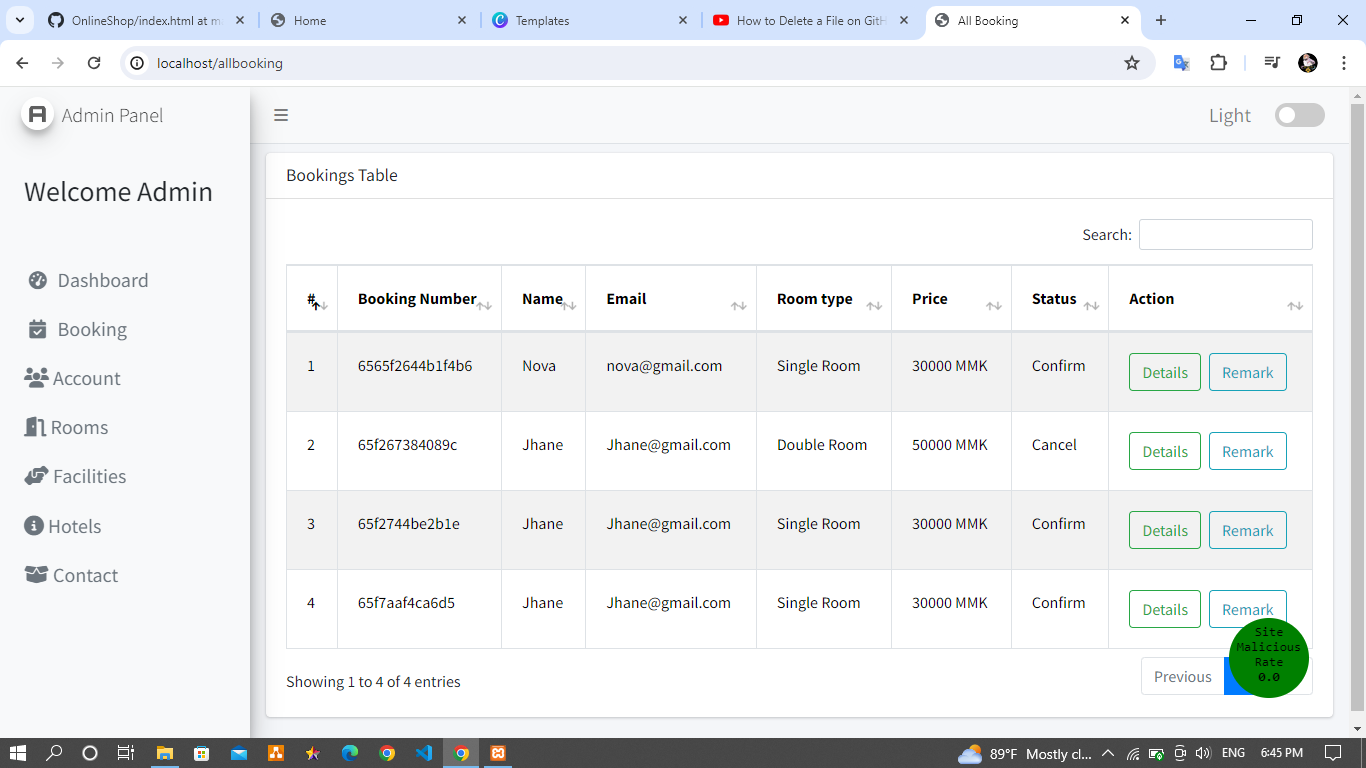 OnlineShop/index.html at m
Home
Templates
How to Delete a File on GitH
All Booking
localhost/allbooking
Admin Panel
Light
Welcome Admin
Dashboard
Booking
Account
Rooms
Facilities
Hotels
Contact
Bookings Table
Search:
# Booking Number Name Email Room type Price Status Action
1 6565f2644b1f4b6 Nova nova@gmail.com Single Room 30000 MMK Confirm Details Remark
2 65f267384089c Jhane Jhane@gmail.com Double Room 50000 MMK Cancel Details Remark
3 65f2744be2b1e Jhane Jhane@gmail.com Single Room 30000 MMK Confirm Details Remark
4 65f7aaf4ca6d5 Jhane Jhane@gmail.com Single Room 30000 MMK Confirm Details Remark
Showing 1 to 4 of 4 entries
Previous
Site
Malicious
Rate
0.0
89°F Mostly cl... ENG 6:45 PM